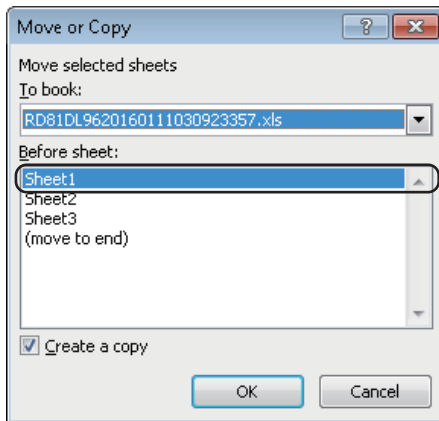 Move or Copy
Move selected sheets
To book:
RD81DL9620160111030923357.xls
Before sheet:
Sheet1
Sheet2
Sheet3
(move to end)
Create a copy
OK Cancel